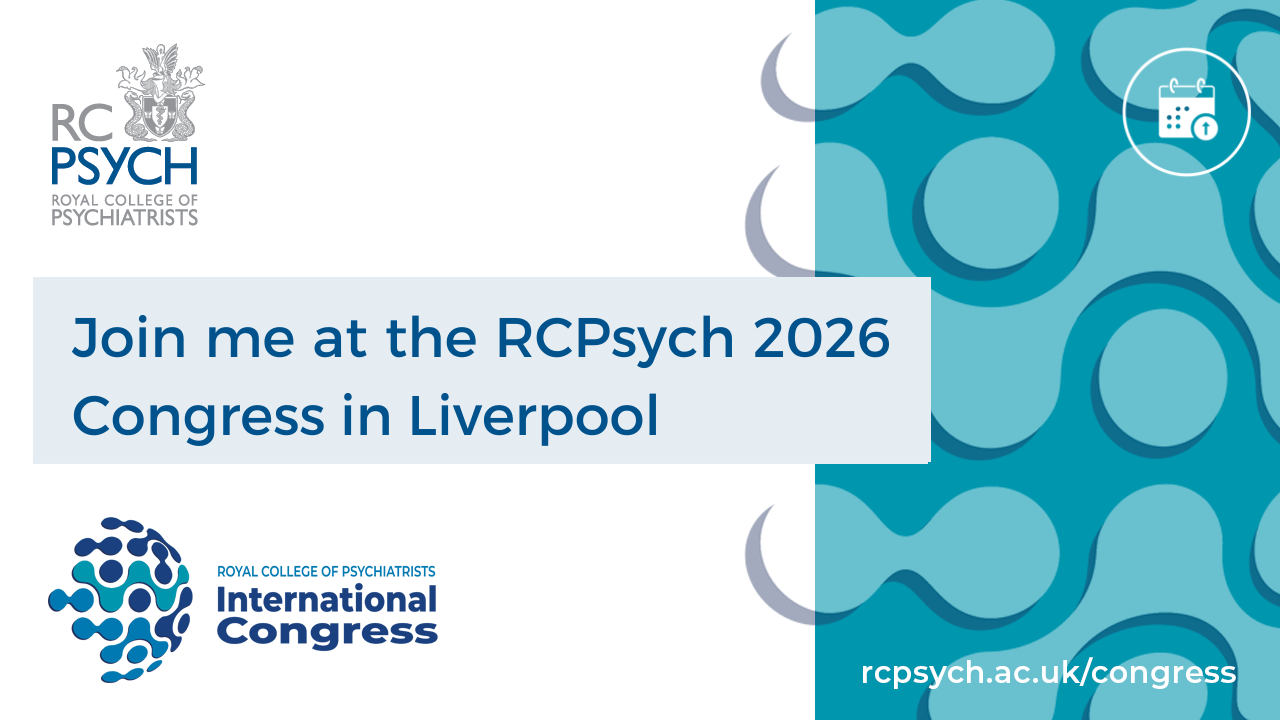 RC
PSYCH
ROYAL COLLEGE OF
PSYCHIATRISTS
Join me at the RCPsych 2026
Congress in Liverpool
ROYAL COLLEGE OF PSYCHIATRISTS
International
Congress
rcpsych.ac.uk/congress